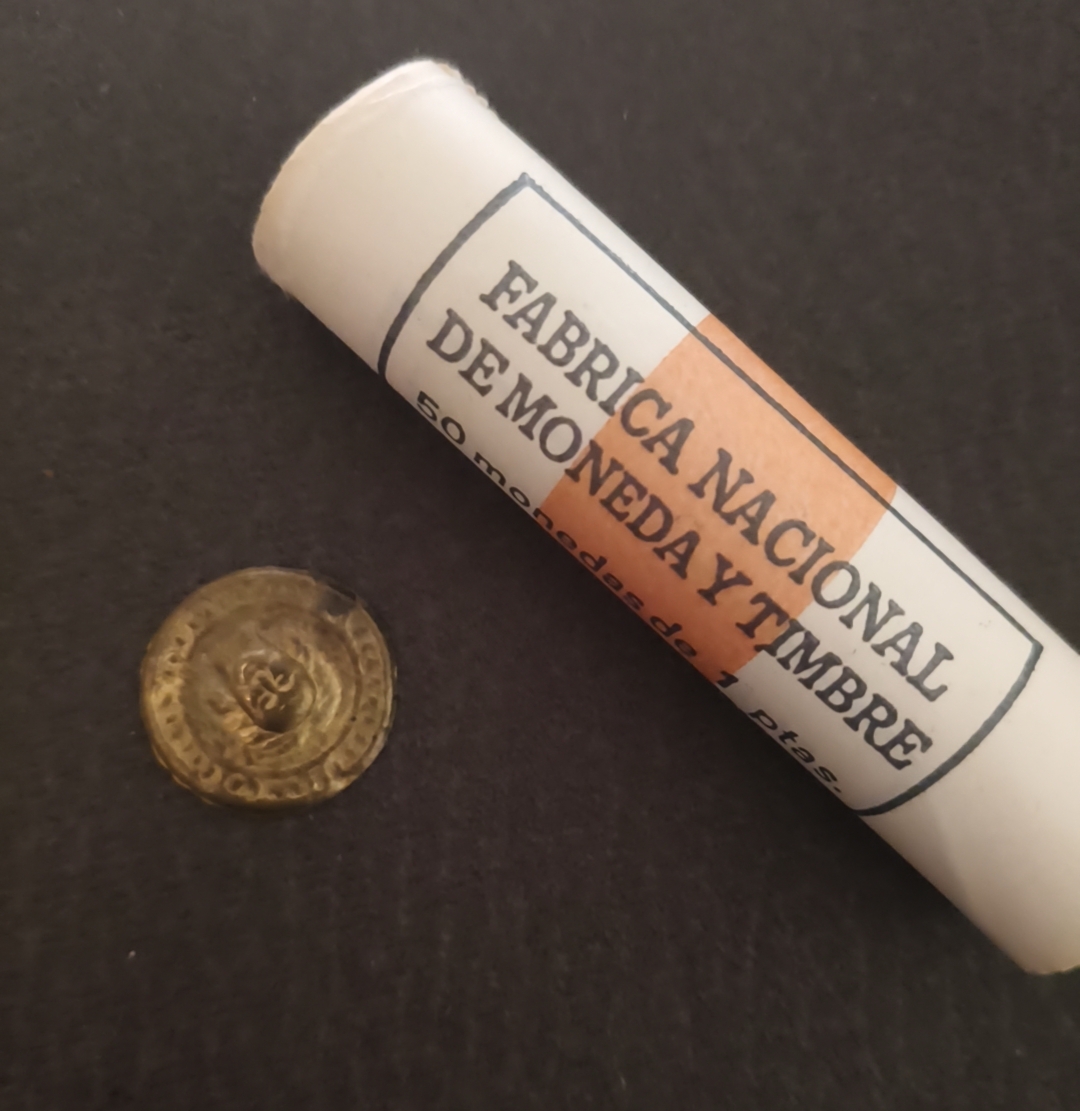 FABRICA NACIONAL
DE MONEDA Y TIMBRE
50 monedas de 1 ptas.